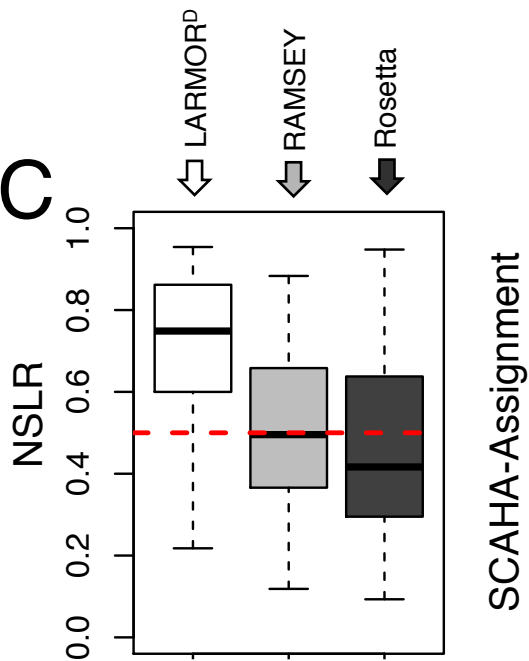 C
LARMORᴰ
RAMSEY
Rosetta
NSLR
1.0
0.8
0.6
0.4
0.2
0.0
SCAHA-Assignment